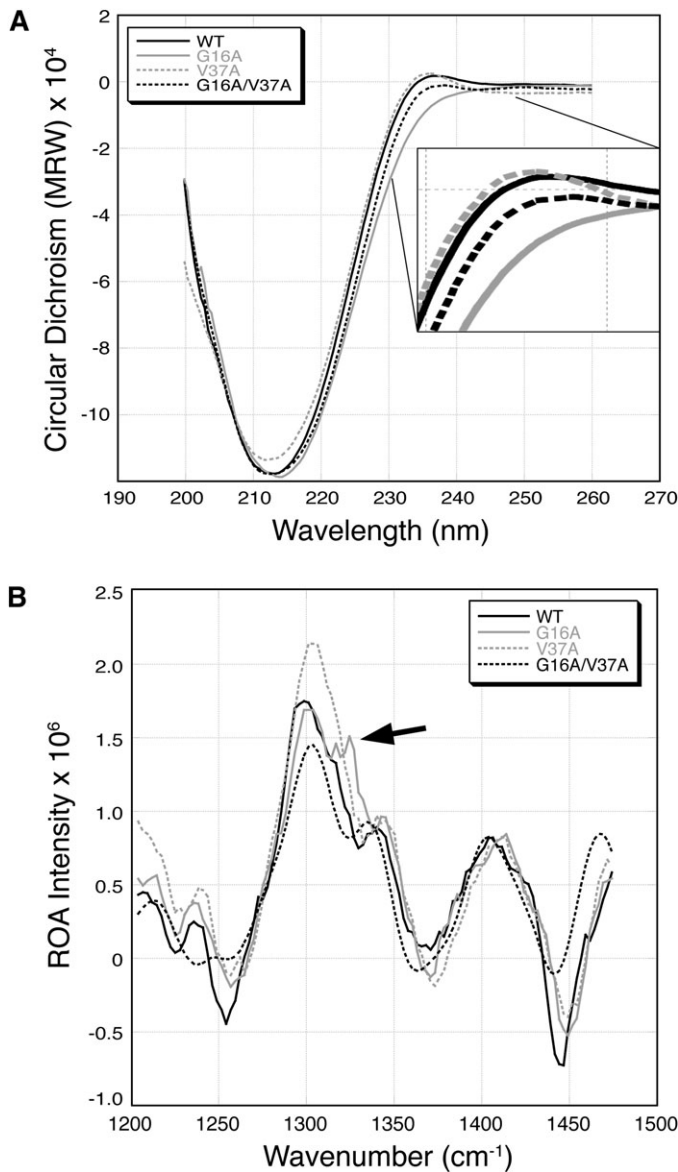 A
Circular Dichroism (MRW) x 10⁴
2
0
-2
-4
-6
-8
-10
WT
G16A
V37A
G16A/V37A
190 200 210 220 230 240 250 260 270
Wavelength (nm)
B
ROA Intensity x 10⁶
2.5
2.0
1.5
1.0
0.5
0
-0.5
-1.0
WT
G16A
V37A
G16A/V37A
1200 1250 1300 1350 1400 1450 1500
Wavenumber (cm⁻¹)